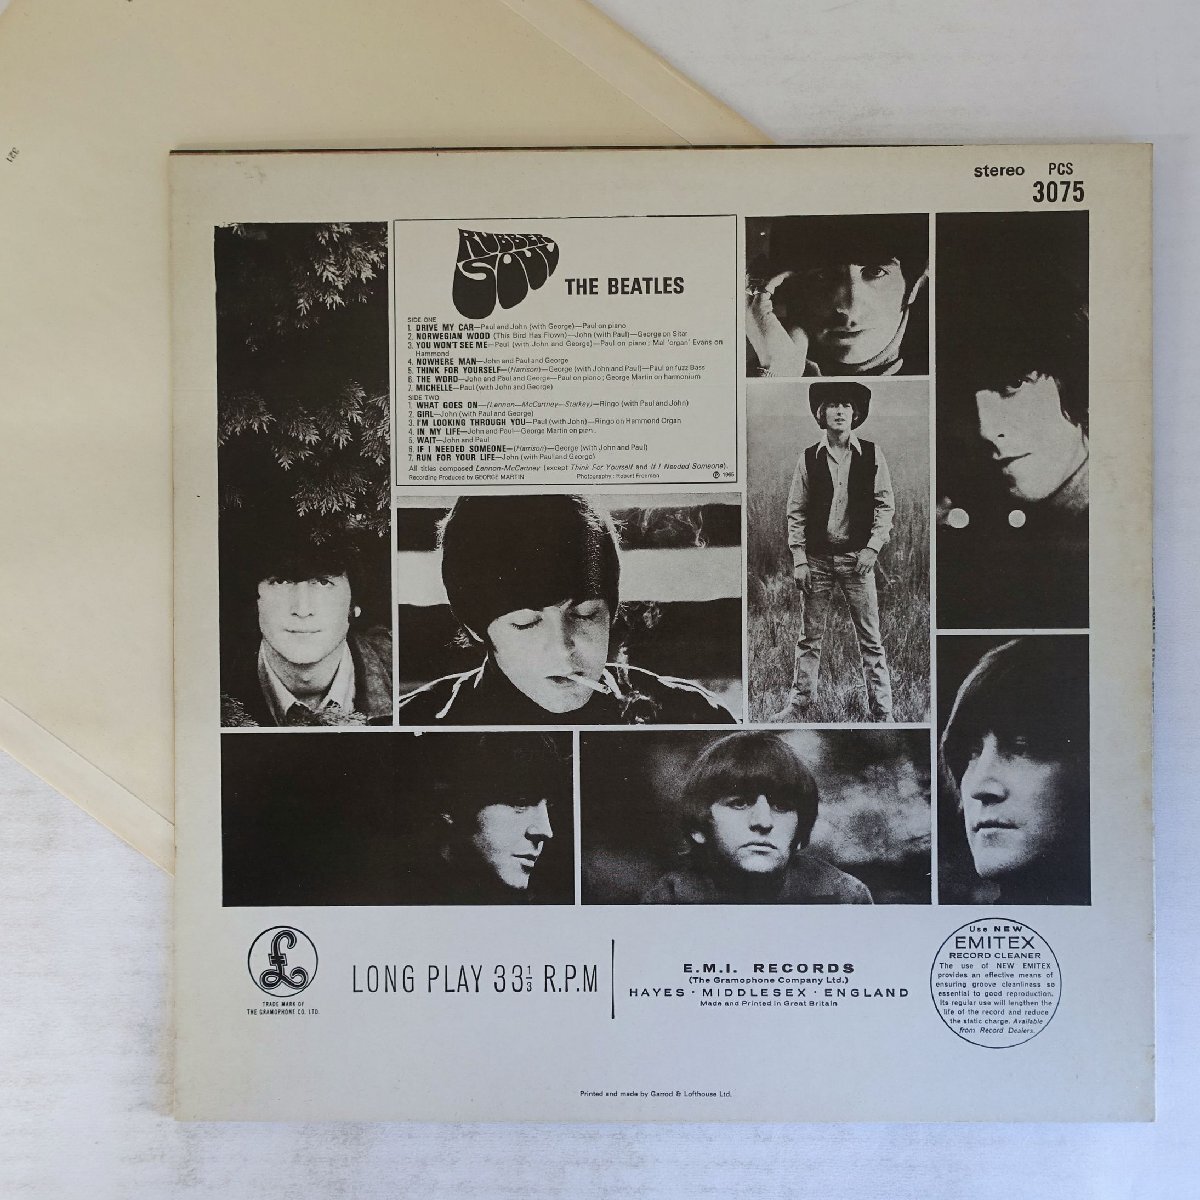 321
stereo PCS
3075
RUBBER
SOUL
THE BEATLES
SIDE ONE
1. DRIVE MY CAR—Paul and John (with George)—Paul on piano
2. NORWEGIAN WOOD (This Bird Has Flown)—John (with Paul)—George on Sitar
3. YOU WON'T SEE ME—Paul (with John and George)—Paul on piano; Mal 'organ' Evans on
Hammond
4. NOWHERE MAN—John and Paul and George
5. THINK FOR YOURSELF—(Harrison)—George (with John and Paul)—Paul on fuzz Bass
6. THE WORD—John and Paul and George—Paul on piano; George Martin on harmonium
7. MICHELLE—Paul (with John and George)
SIDE TWO
1. WHAT GOES ON—(Lennon—McCartney—Starkey)—Ringo (with Paul and John)
2. GIRL—John (with Paul and George)
3. I'M LOOKING THROUGH YOU—Paul (with John)—Ringo on Hammond Organ
4. IN MY LIFE—John and Paul—George Martin on piano
5. WAIT—John and Paul
6. IF I NEEDED SOMEONE—(Harrison)—George (with John and Paul)
7. RUN FOR YOUR LIFE—John (with Paul and George)
All titles composed Lennon-McCartney (except Think For Yourself and If I Needed Someone).
Recording Produced by GEORGE MARTIN Photography: Robert Freeman ℗ 1965
£
TRADE MARK OF
THE GRAMOPHONE CO. LTD.
LONG PLAY 33⅓ R.P.M
E.M.I. RECORDS
(The Gramophone Company Ltd.)
HAYES · MIDDLESEX · ENGLAND
Made and Printed in Great Britain
Use NEW
EMITEX
RECORD CLEANER
The use of NEW EMITEX
provides an effective means of
ensuring groove cleanliness so
essential to good reproduction.
Its regular use will lengthen the
life of the record and reduce
the static charge. Available
from Record Dealers.
Printed and made by Garrod & Lofthouse Ltd.